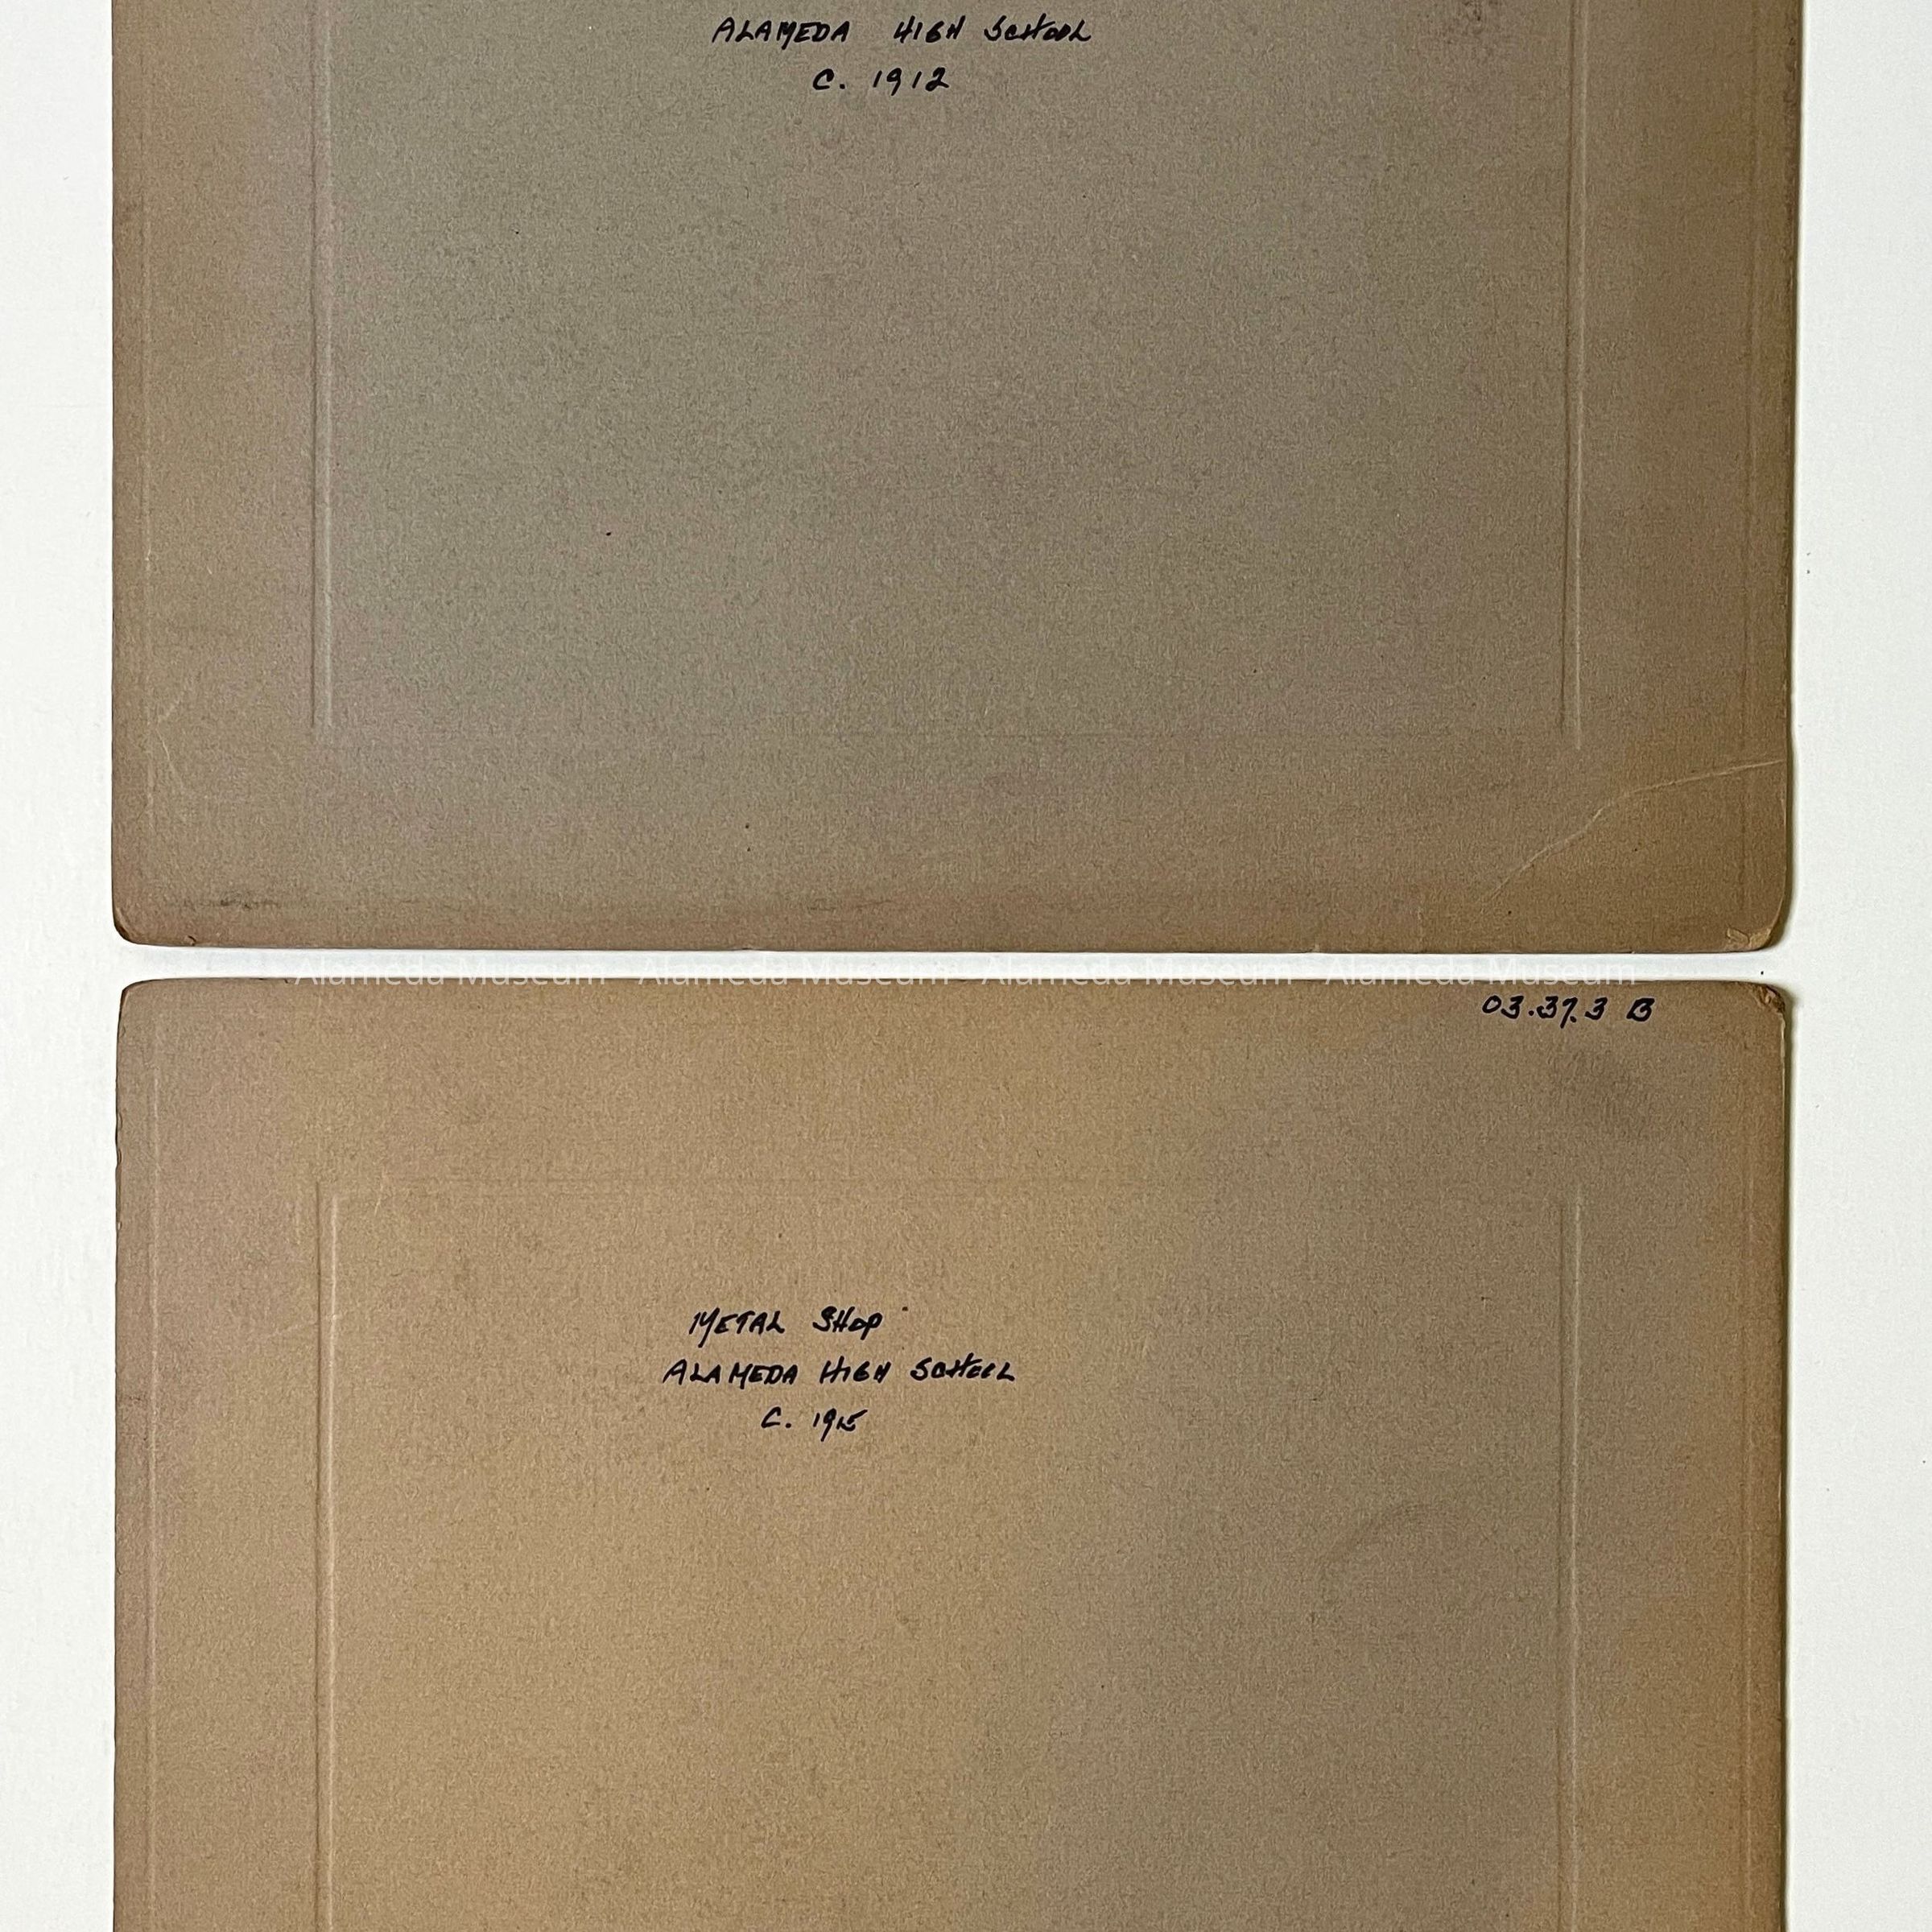 ALAMEDA HIGH SCHOOL
C. 1912
Alameda Museum - Alameda Museum - Alameda Museum - Alameda Museum
03.37.3 B
METAL SHOP
ALAMEDA HIGH SCHOOL
C. 1915